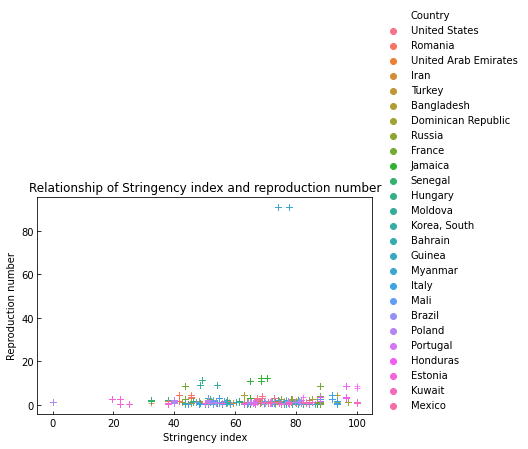 Country
United States
Romania
United Arab Emirates
Iran
Turkey
Bangladesh
Dominican Republic
Russia
France
Jamaica
Senegal
Hungary
Moldova
Korea, South
Bahrain
Guinea
Myanmar
Italy
Mali
Brazil
Poland
Portugal
Honduras
Estonia
Kuwait
Mexico
Relationship of Stringency index and reproduction number
Reproduction number
80
60
40
20
0
0 20 40 60 80 100
Stringency index